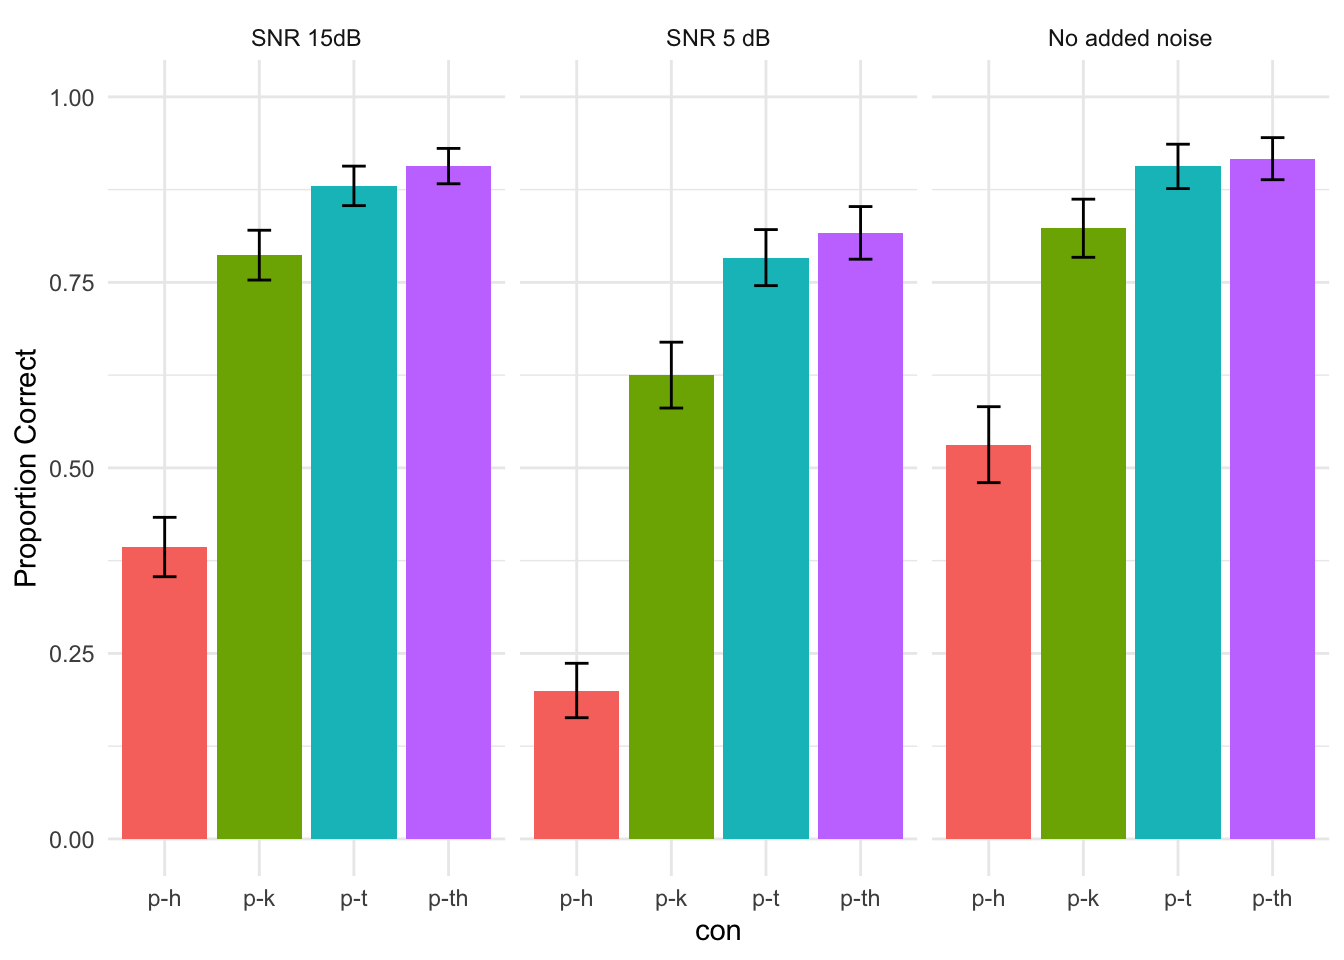 SNR 15dB SNR 5 dB No added noise
1.00
0.75
0.50
0.25
0.00
Proportion Correct
p-h p-k p-t p-th p-h p-k p-t p-th p-h p-k p-t p-th
con